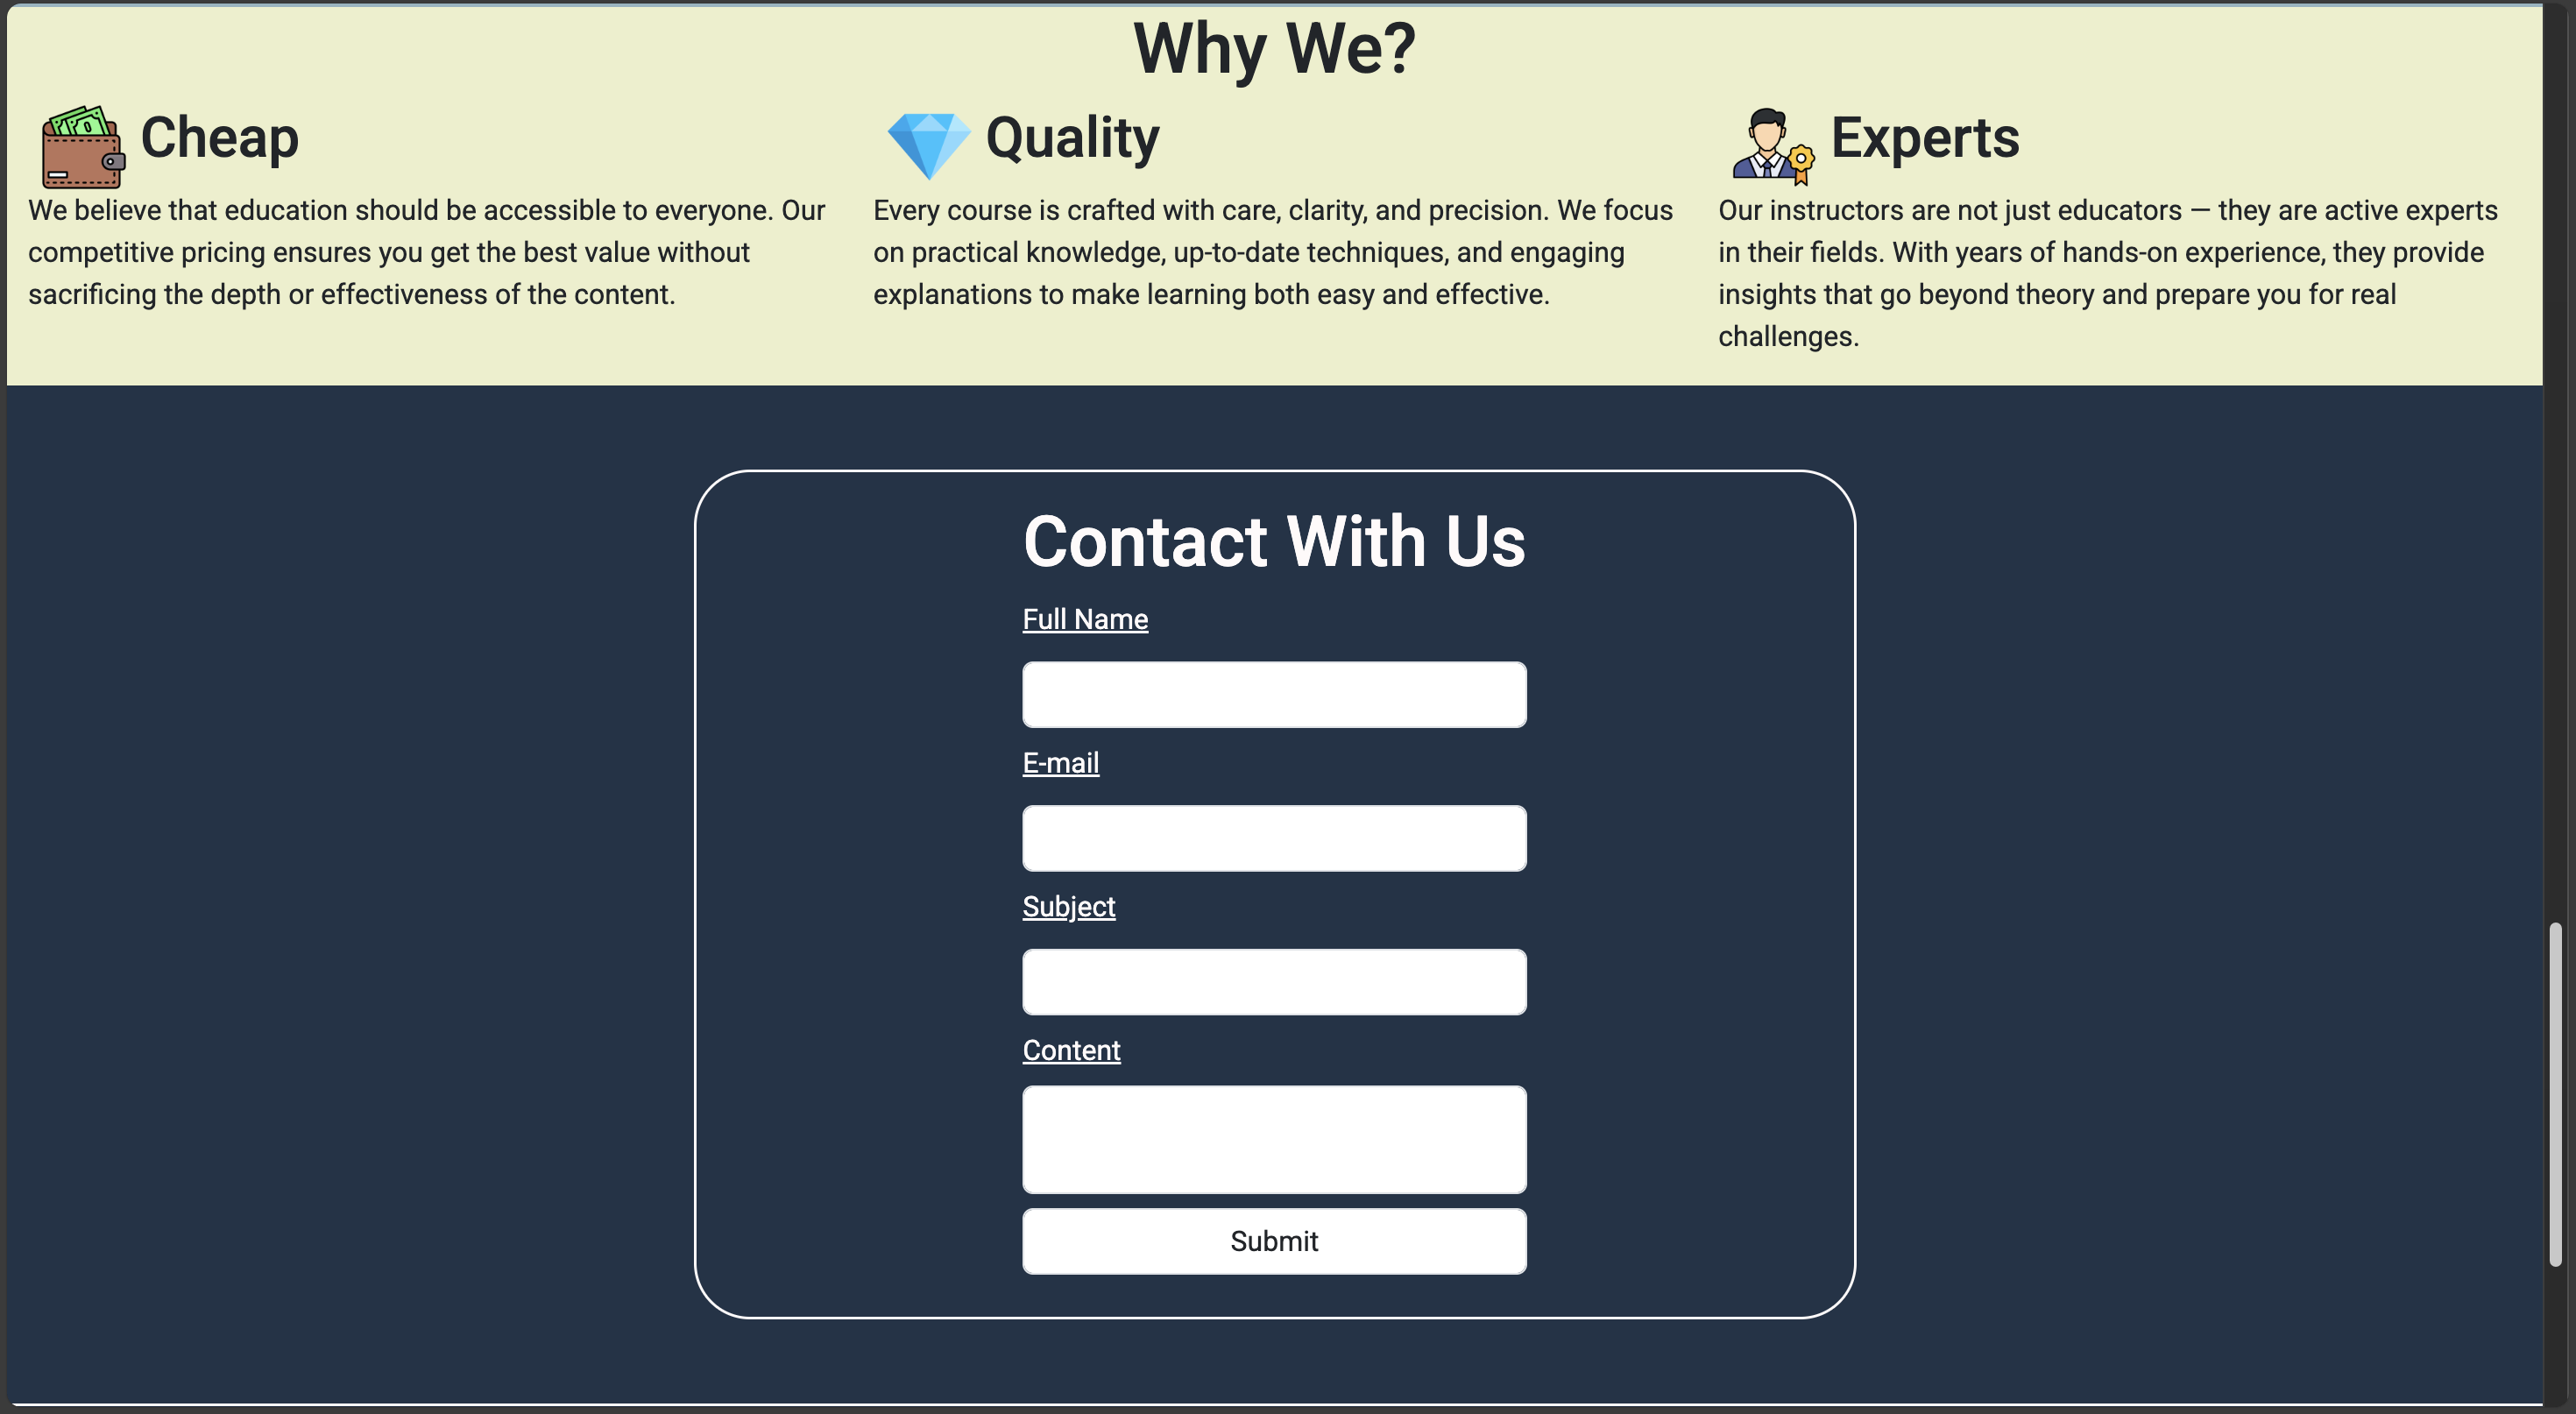 Why We?
Cheap
We believe that education should be accessible to everyone. Our
competitive pricing ensures you get the best value without
sacrificing the depth or effectiveness of the content.
Quality
Every course is crafted with care, clarity, and precision. We focus
on practical knowledge, up-to-date techniques, and engaging
explanations to make learning both easy and effective.
Experts
Our instructors are not just educators — they are active experts
in their fields. With years of hands-on experience, they provide
insights that go beyond theory and prepare you for real
challenges.
Contact With Us
Full Name
E-mail
Subject
Content
Submit